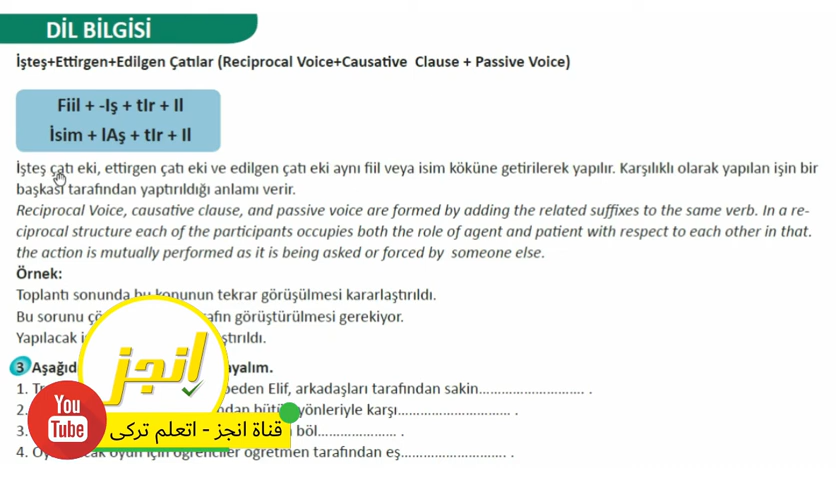 DİL BİLGİSİ
İşteş+Ettirgen+Edilgen Çatılar (Reciprocal Voice+Causative Clause + Passive Voice)
Fiil + -Iş + tIr + Il
İsim + lAş + tIr + Il
İşteş çatı eki, ettirgen çatı eki ve edilgen çatı eki aynı fiil veya isim köküne getirilerek yapılır. Karşılıklı olarak yapılan işin bir
başkası tarafından yaptırıldığı anlamı verir.
Reciprocal Voice, causative clause, and passive voice are formed by adding the related suffixes to the same verb. In a re-
ciprocal structure each of the participants occupies both the role of agent and patient with respect to each other in that.
the action is mutually performed as it is being asked or forced by someone else.
Örnek:
Toplantı sonunda bu konunun tekrar görüşülmesi kararlaştırıldı.
Bu sorunu görüştürülmesi gerekiyor.
Yapılacak
3
1. Elif, arkadaşları tarafından sakin............................ .
2. yönleriyle karşı.............................. .
3. böl..................... .
4. oyun için öğrenciler öğretmen tarafından eş........................... .
انجز
You
Tube
قناة انجز - اتعلم تركى